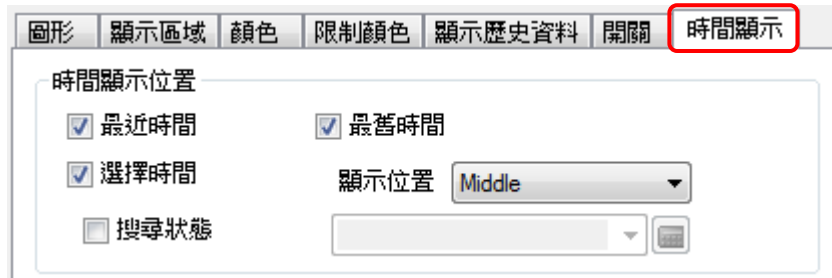 圖形 顯示區域 顏色 限制顏色 顯示歷史資料 開關 時間顯示
時間顯示位置
最近時間 最舊時間
選擇時間 顯示位置 Middle
搜尋狀態